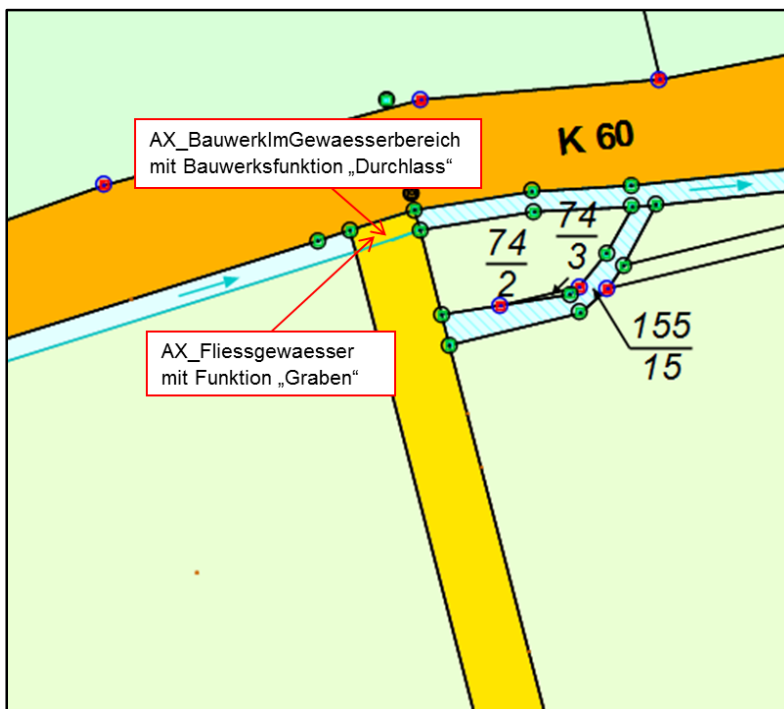 AX_BauwerkImGewaesserbereich
mit Bauwerksfunktion „Durchlass“
K 60
74
2
74
3
AX_Fliessgewaesser
mit Funktion „Graben“
155
15